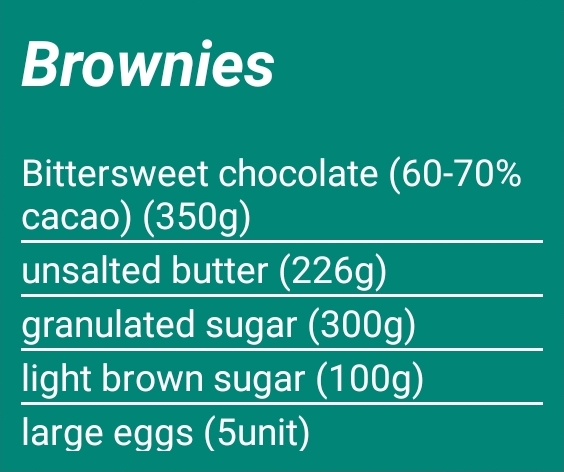 Brownies
Bittersweet chocolate (60-70%
cacao) (350g)
unsalted butter (226g)
granulated sugar (300g)
light brown sugar (100g)
large eggs (5unit)